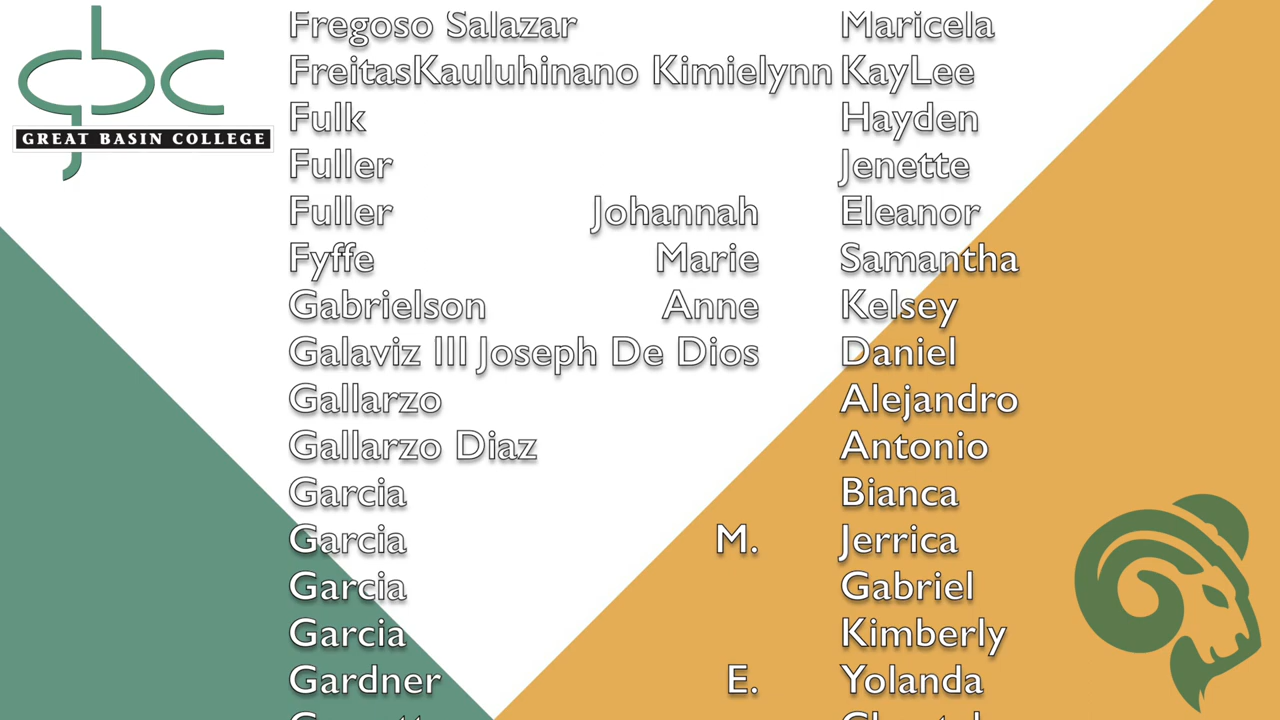 gbc
GREAT BASIN COLLEGE
Fregoso Salazar Maricela
FreitasKauluhinano Kimielynn KayLee
Fulk Hayden
Fuller Jenette
Fuller Johannah Eleanor
Fyffe Marie Samantha
Gabrielson Anne Kelsey
Galaviz III Joseph De Dios Daniel
Gallarzo Alejandro
Gallarzo Diaz Antonio
Garcia Bianca
Garcia M. Jerrica
Garcia Gabriel
Garcia Kimberly
Gardner E. Yolanda